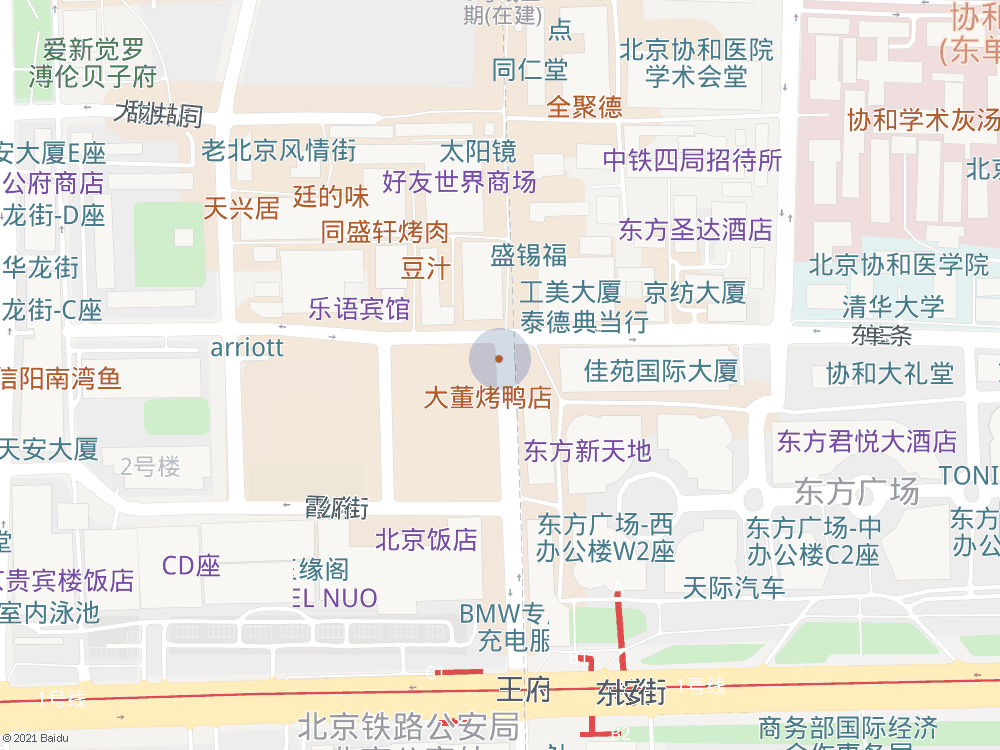 期(在建)
点
同仁堂
北京协和医院
学术会堂
爱新觉罗
溥伦贝子府
全聚德
协和学术灰汤
安大厦E座
老北京风情街
太阳镜
中铁四局招待所
公府商店
好友世界商场
廷的味
天兴居
龙街-D座
同盛轩烤肉
东方圣达酒店
盛锡福
豆汁
华龙街
北京协和医学院
工美大厦
京纺大厦
龙街-C座
乐语宾馆
泰德典当行
清华大学
arriott
佳苑国际大厦
协和大礼堂
信阳南湾鱼
大董烤鸭店
天安大厦
2号楼
东方新天地
东方君悦大酒店
东方广场
TONI
北京饭店
东方广场-西
办公楼W2座
东方广场-中
办公楼C2座
CD座
缘阁
EL NUO
贵宾楼饭店
室内泳池
天际汽车
BMW专
充电服
A
C1
1号线
王府
1号线
北京铁路公安局
B2
商务部国际经济
© 2021 Baidu